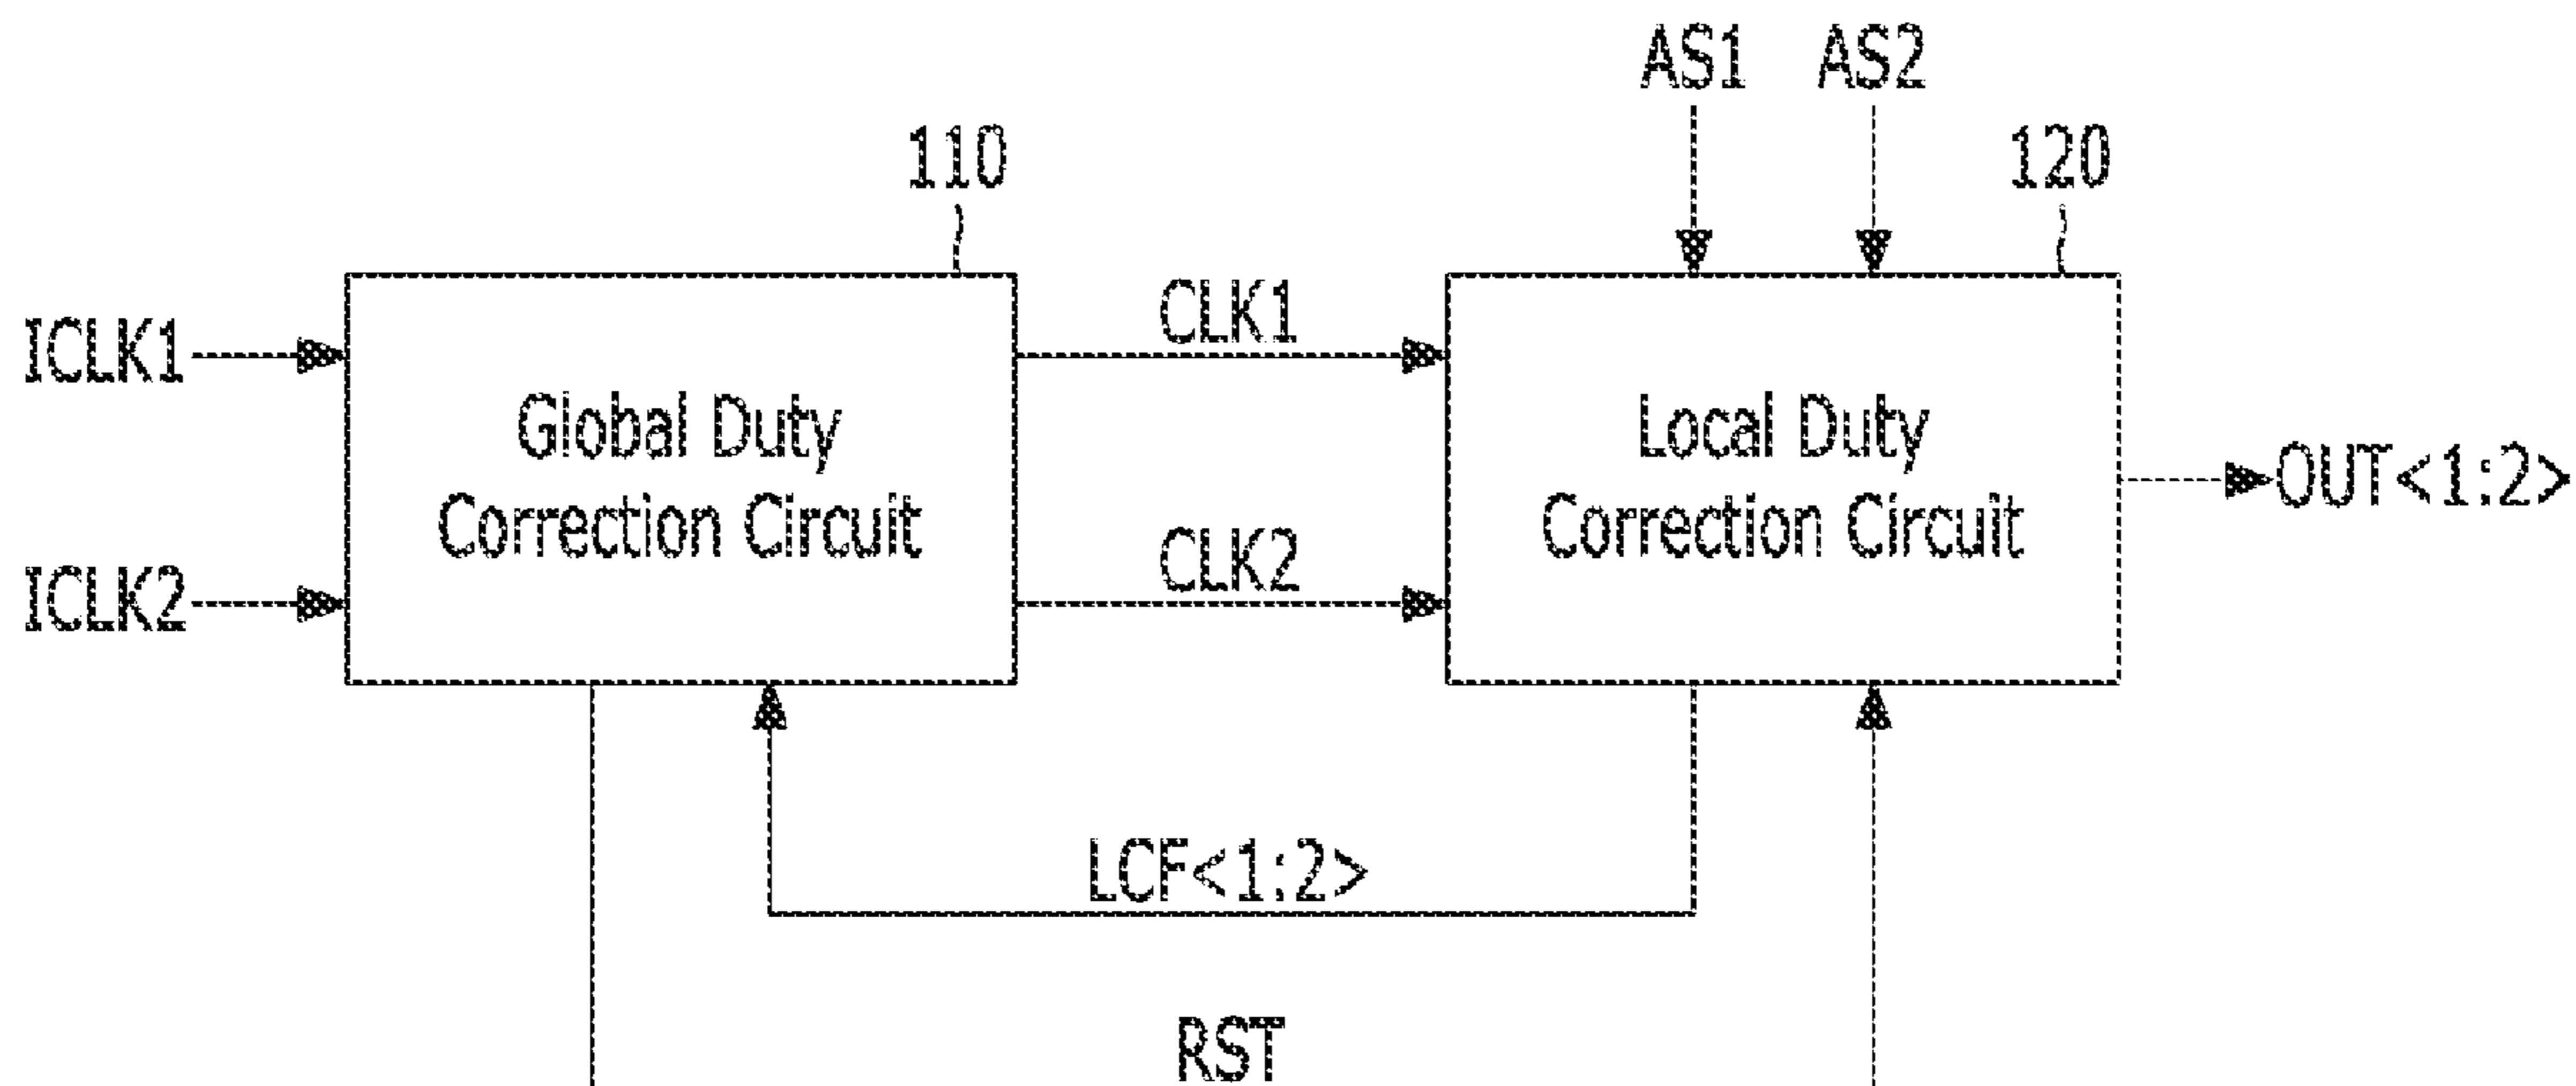 AS1 AS2
110
120
ICLK1
CLK1
Global Duty
Correction Circuit
Local Duty
Correction Circuit
OUT<1:2>
ICLK2
CLK2
LCF<1:2>
RST